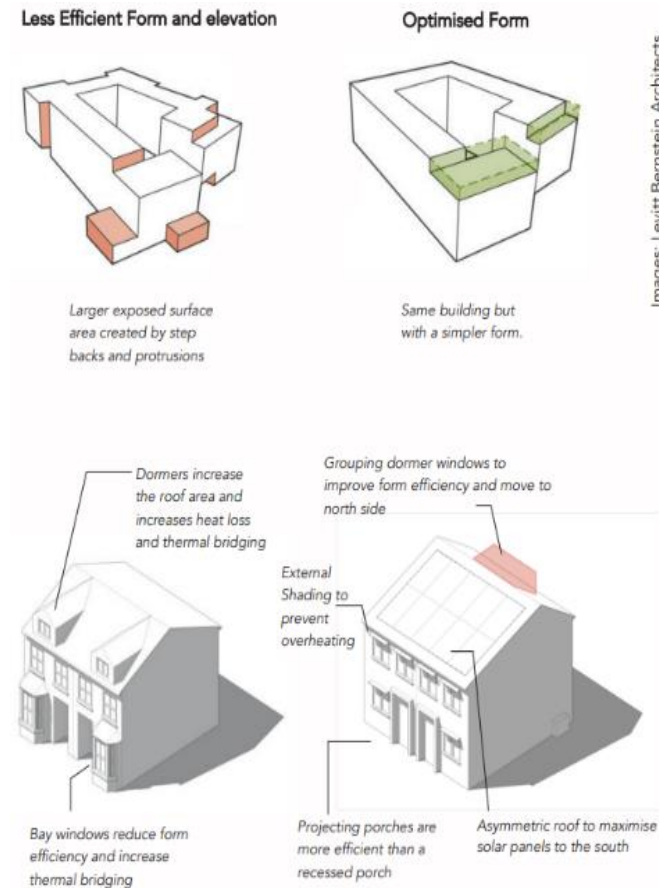 Less Efficient Form and elevation
Optimised Form
Images: Levitt Bernstein Architects
Larger exposed surface
area created by step
backs and protrusions
Same building but
with a simpler form.
Dormers increase
the roof area and
increases heat loss
and thermal bridging
Grouping dormer windows to
improve form efficiency and move to
north side
External
Shading to
prevent
overheating
Bay windows reduce form
efficiency and increase
thermal bridging
Projecting porches are
more efficient than a
recessed porch
Asymmetric roof to maximise
solar panels to the south